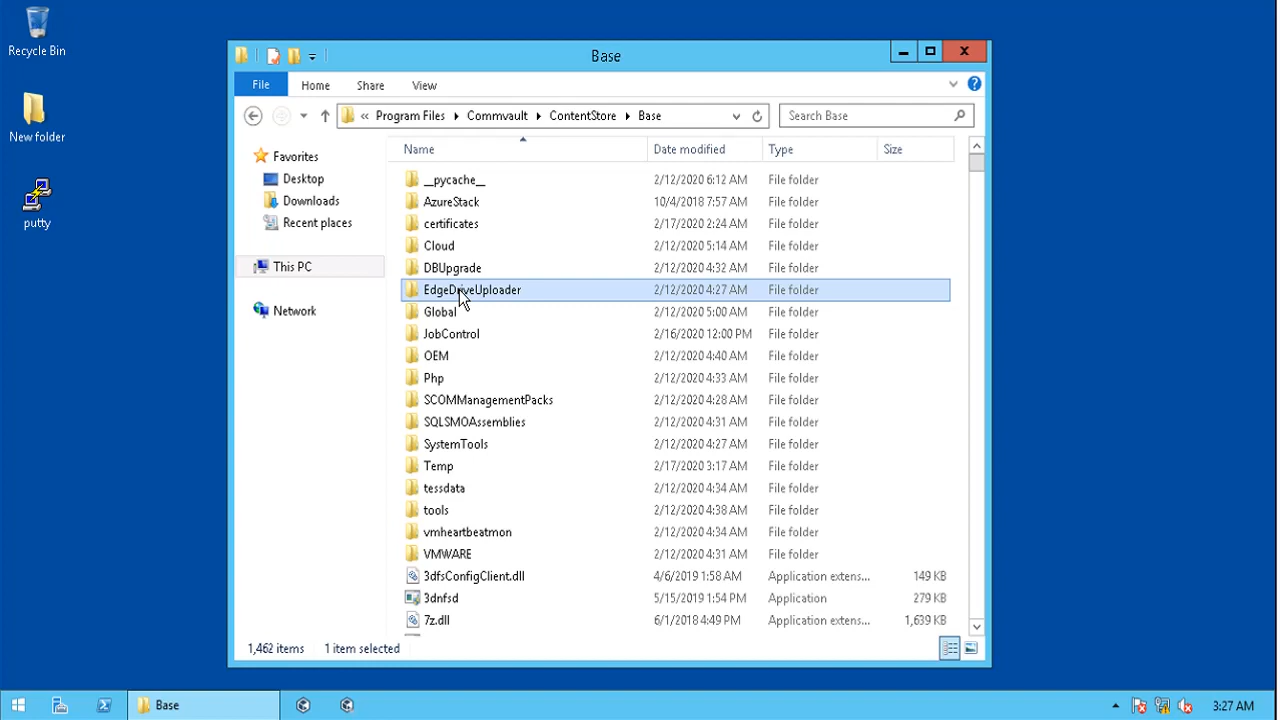 Recycle Bin
New folder
putty
Base
File Home Share View
« Program Files Commvault ContentStore Base
Search Base
Favorites
Desktop
Downloads
Recent places
This PC
Network
Name Date modified Type Size
__pycache__ 2/12/2020 6:12 AM File folder
AzureStack 10/4/2018 7:57 AM File folder
certificates 2/17/2020 2:24 AM File folder
Cloud 2/12/2020 5:14 AM File folder
DBUpgrade 2/12/2020 4:32 AM File folder
EdgeDriveUploader 2/12/2020 4:27 AM File folder
Global 2/12/2020 5:00 AM File folder
JobControl 2/16/2020 12:00 PM File folder
OEM 2/12/2020 4:40 AM File folder
Php 2/12/2020 4:33 AM File folder
SCOMManagementPacks 2/12/2020 4:28 AM File folder
SQLSMOAssemblies 2/12/2020 4:31 AM File folder
SystemTools 2/12/2020 4:27 AM File folder
Temp 2/17/2020 3:17 AM File folder
tessdata 2/12/2020 4:34 AM File folder
tools 2/12/2020 4:38 AM File folder
vmheartbeatmon 2/12/2020 4:34 AM File folder
VMWARE 2/12/2020 4:31 AM File folder
3dfsConfigClient.dll 4/6/2019 1:58 AM Application extens... 149 KB
3dnfsd 5/15/2019 1:54 PM Application 279 KB
7z.dll 6/1/2018 4:49 PM Application extens... 1,639 KB
1,462 items 1 item selected
Base
3:27 AM